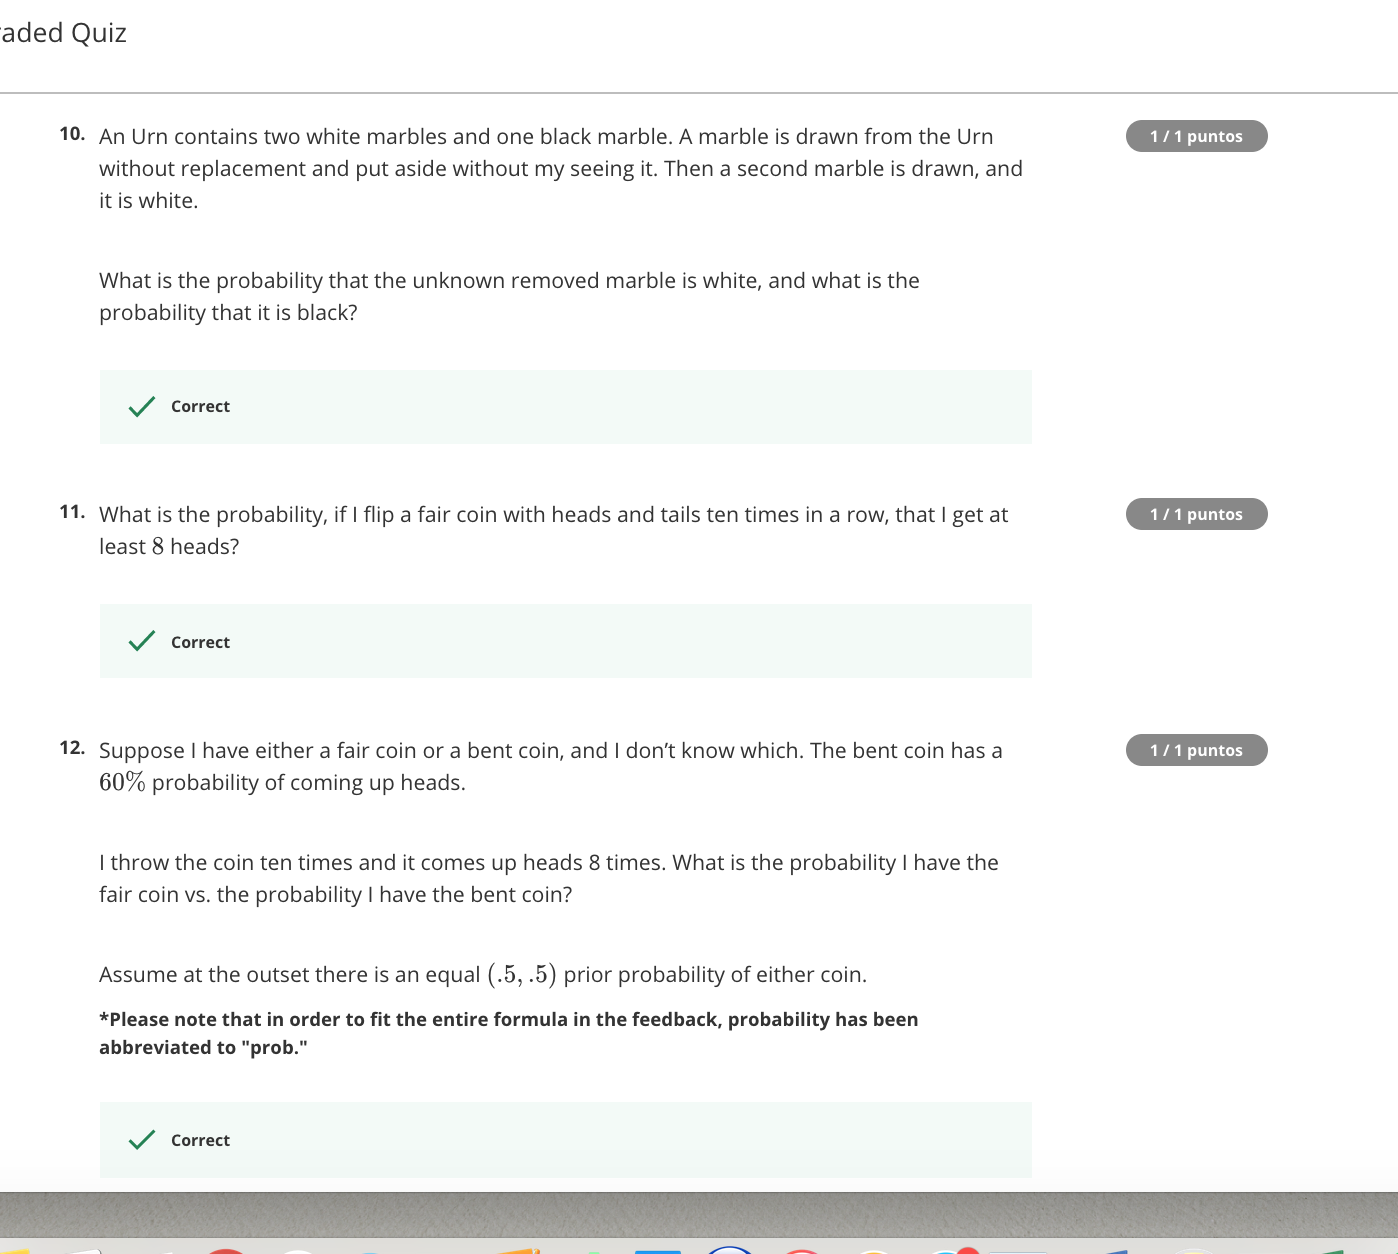 raded Quiz
10. An Urn contains two white marbles and one black marble. A marble is drawn from the Urn
1 / 1 puntos
without replacement and put aside without my seeing it. Then a second marble is drawn, and
it is white.
What is the probability that the unknown removed marble is white, and what is the
probability that it is black?
Correct
11. What is the probability, if I flip a fair coin with heads and tails ten times in a row, that I get at
1 / 1 puntos
least 8 heads?
Correct
12. Suppose I have either a fair coin or a bent coin, and I don’t know which. The bent coin has a
1 / 1 puntos
60% probability of coming up heads.
I throw the coin ten times and it comes up heads 8 times. What is the probability I have the
fair coin vs. the probability I have the bent coin?
Assume at the outset there is an equal (.5, .5) prior probability of either coin.
*Please note that in order to fit the entire formula in the feedback, probability has been
abbreviated to "prob."
Correct